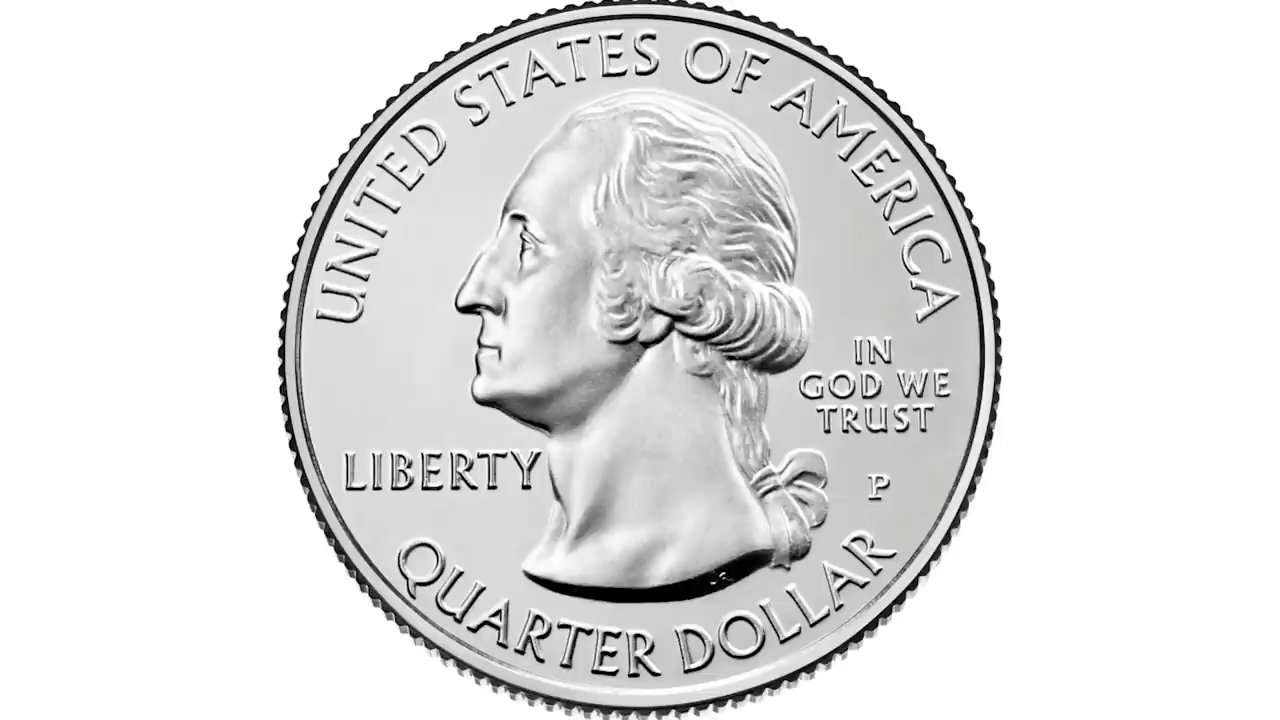 UNITED STATES OF AMERICA
LIBERTY
IN
GOD WE
TRUST
P
QUARTER DOLLAR